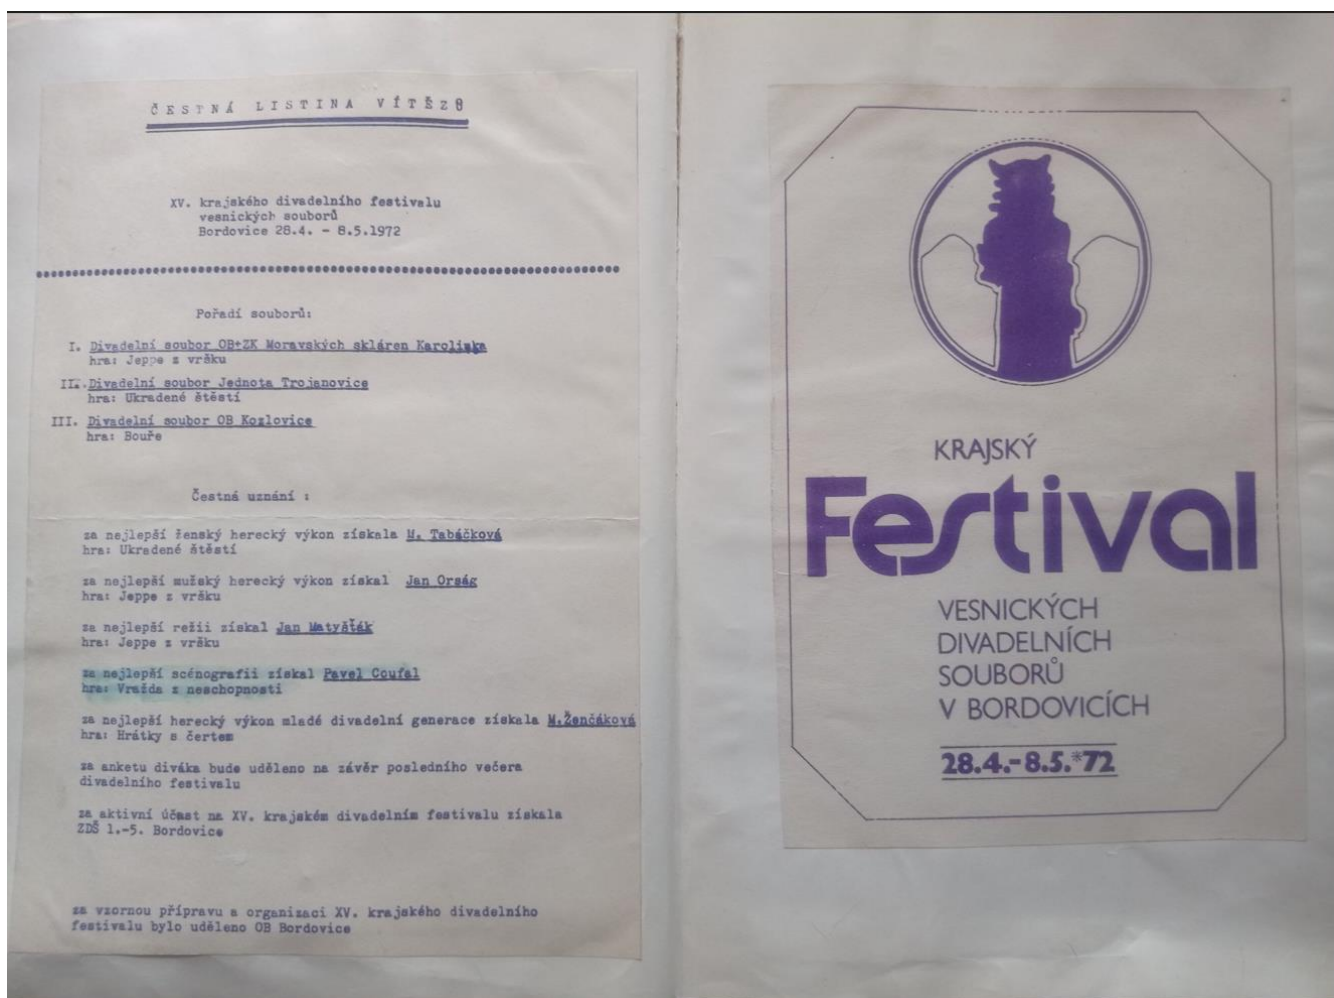 ČESTNÁ LISTINA VÍTĚZŮ
XV. krajského divadelního festivalu
vesnických souborů
Bordovice 28.4. - 8.5.1972
Pořadí souborů:
I. Divadelní soubor OB+ZK Moravských skláren Karolinka
hra: Jeppe z vršku
II. Divadelní soubor Jednota Trojanovice
hra: Ukradené štěstí
III. Divadelní soubor OB Kozlovice
hra: Bouře
Čestná uznání :
za nejlepší ženský herecký výkon získala M. Tabáčková
hra: Ukradené štěstí
za nejlepší mužský herecký výkon získal Jan Orság
hra: Jeppe z vršku
za nejlepší režii získal Jan Matyáťák
hra: Jeppe z vršku
za nejlepší scénografii získal Pavel Coufal
hra: Vražda z neschopnosti
za nejlepší herecký výkon mladé divadelní generace získala M.Ženčáková
hra: Hrátky s čertem
za anketu diváka bude uděleno na závěr posledního večera
divadelního festivalu
za aktivní účast na XV. krajském divadelním festivalu získala
ZDŠ 1.-5. Bordovice
za vzornou přípravu a organizaci XV. krajského divadelního
festivalu bylo uděleno OB Bordovice
KRAJSKÝ
Festival
VESNICKÝCH
DIVADELNÍCH
SOUBORŮ
V BORDOVICÍCH
28.4.-8.5.*72